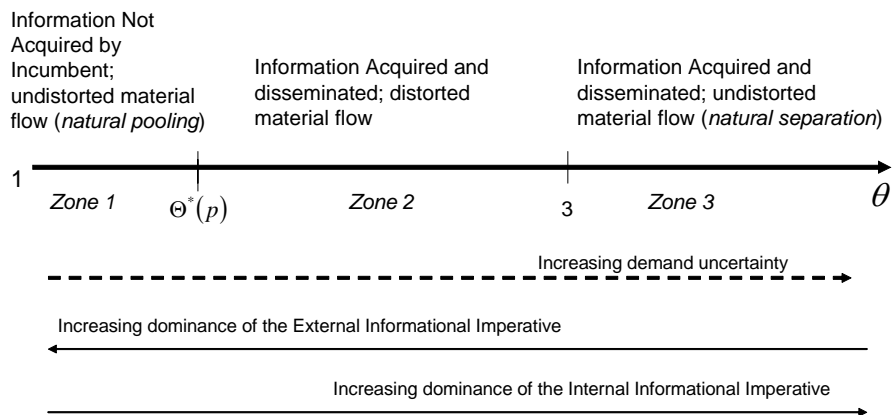 Information Not
Acquired by
Incumbent;
undistorted material
flow (natural pooling)
Information Acquired and
disseminated; distorted
material flow
Information Acquired and
disseminated; undistorted
material flow (natural separation)
1
Zone 1
Θ*(p)
Zone 2
3
Zone 3
θ
Increasing demand uncertainty
Increasing dominance of the External Informational Imperative
Increasing dominance of the Internal Informational Imperative